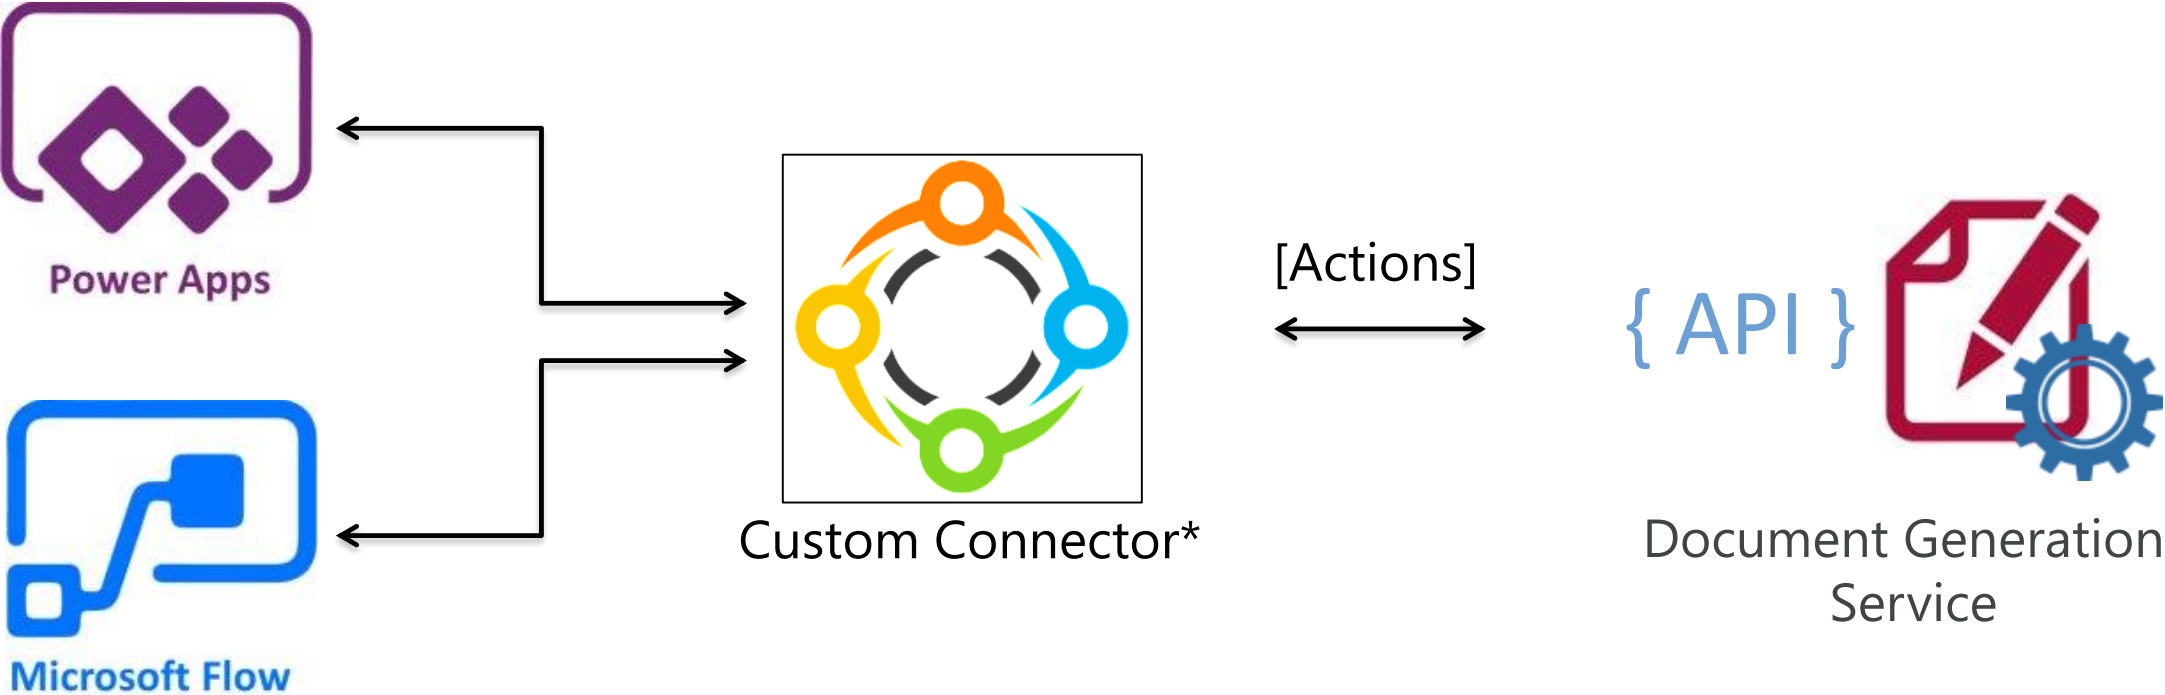 Power Apps
Microsoft Flow
Custom Connector*
[Actions]
{ API }
Document Generation
Service